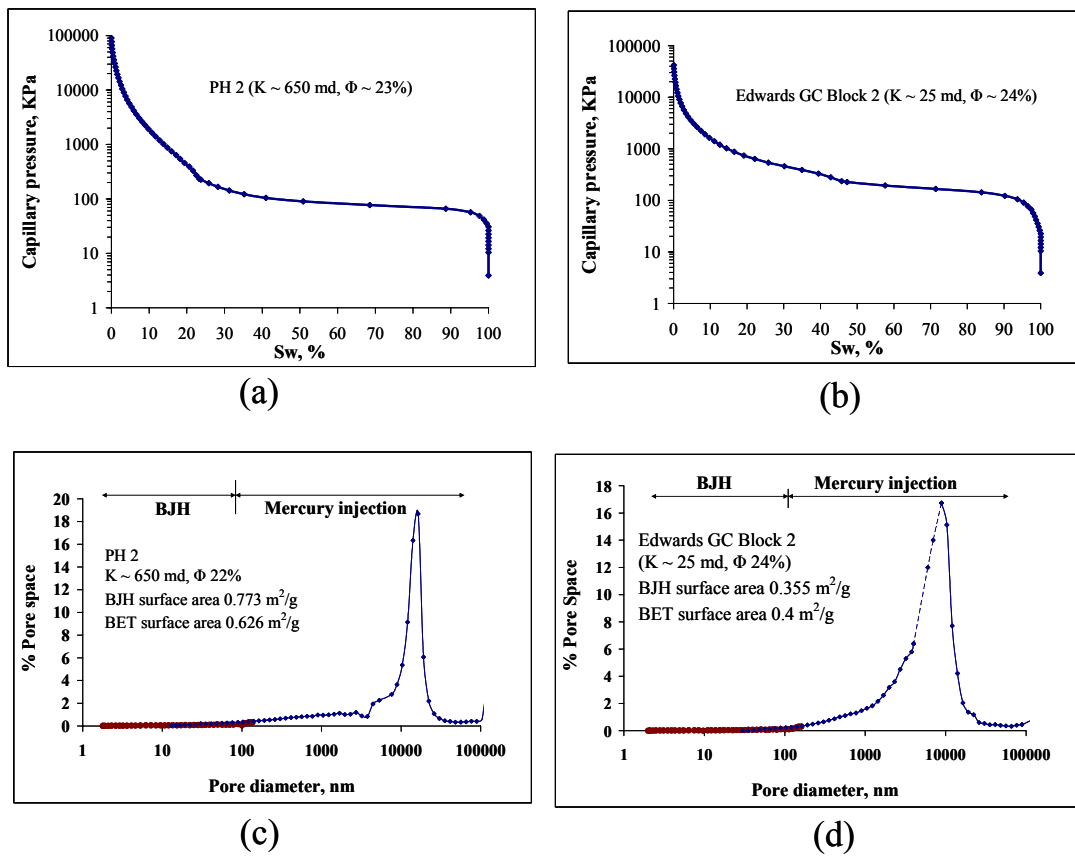 100000
10000
1000
100
10
1
Capillary pressure, KPa
PH 2 (K ~ 650 md, Φ ~ 23%)
0 10 20 30 40 50 60 70 80 90 100
Sw, %
(a)
100000
10000
1000
100
10
1
Capillary pressure, KPa
Edwards GC Block 2 (K ~ 25 md, Φ ~ 24%)
0 10 20 30 40 50 60 70 80 90 100
Sw, %
(b)
BJH
Mercury injection
20
18
16
14
12
10
8
6
4
2
0
% Pore space
PH 2
K ~ 650 md, Φ 22%
BJH surface area 0.773 m²/g
BET surface area 0.626 m²/g
1 10 100 1000 10000 100000
Pore diameter, nm
(c)
BJH
Mercury injection
18
16
14
12
10
8
6
4
2
0
% Pore Space
Edwards GC Block 2
(K ~ 25 md, Φ 24%)
BJH surface area 0.355 m²/g
BET surface area 0.4 m²/g
1 10 100 1000 10000 100000
Pore diameter, nm
(d)